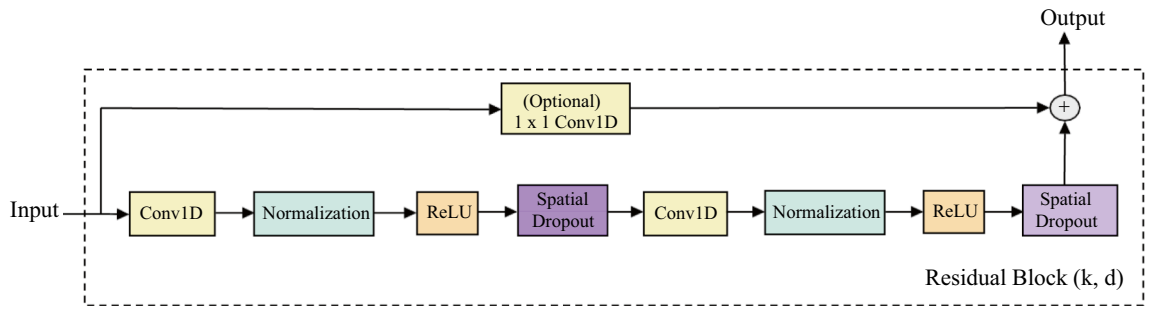 Output
(Optional)
1 x 1 Conv1D
+
Input
Conv1D
Normalization
ReLU
Spatial
Dropout
Conv1D
Normalization
ReLU
Spatial
Dropout
Residual Block (k, d)